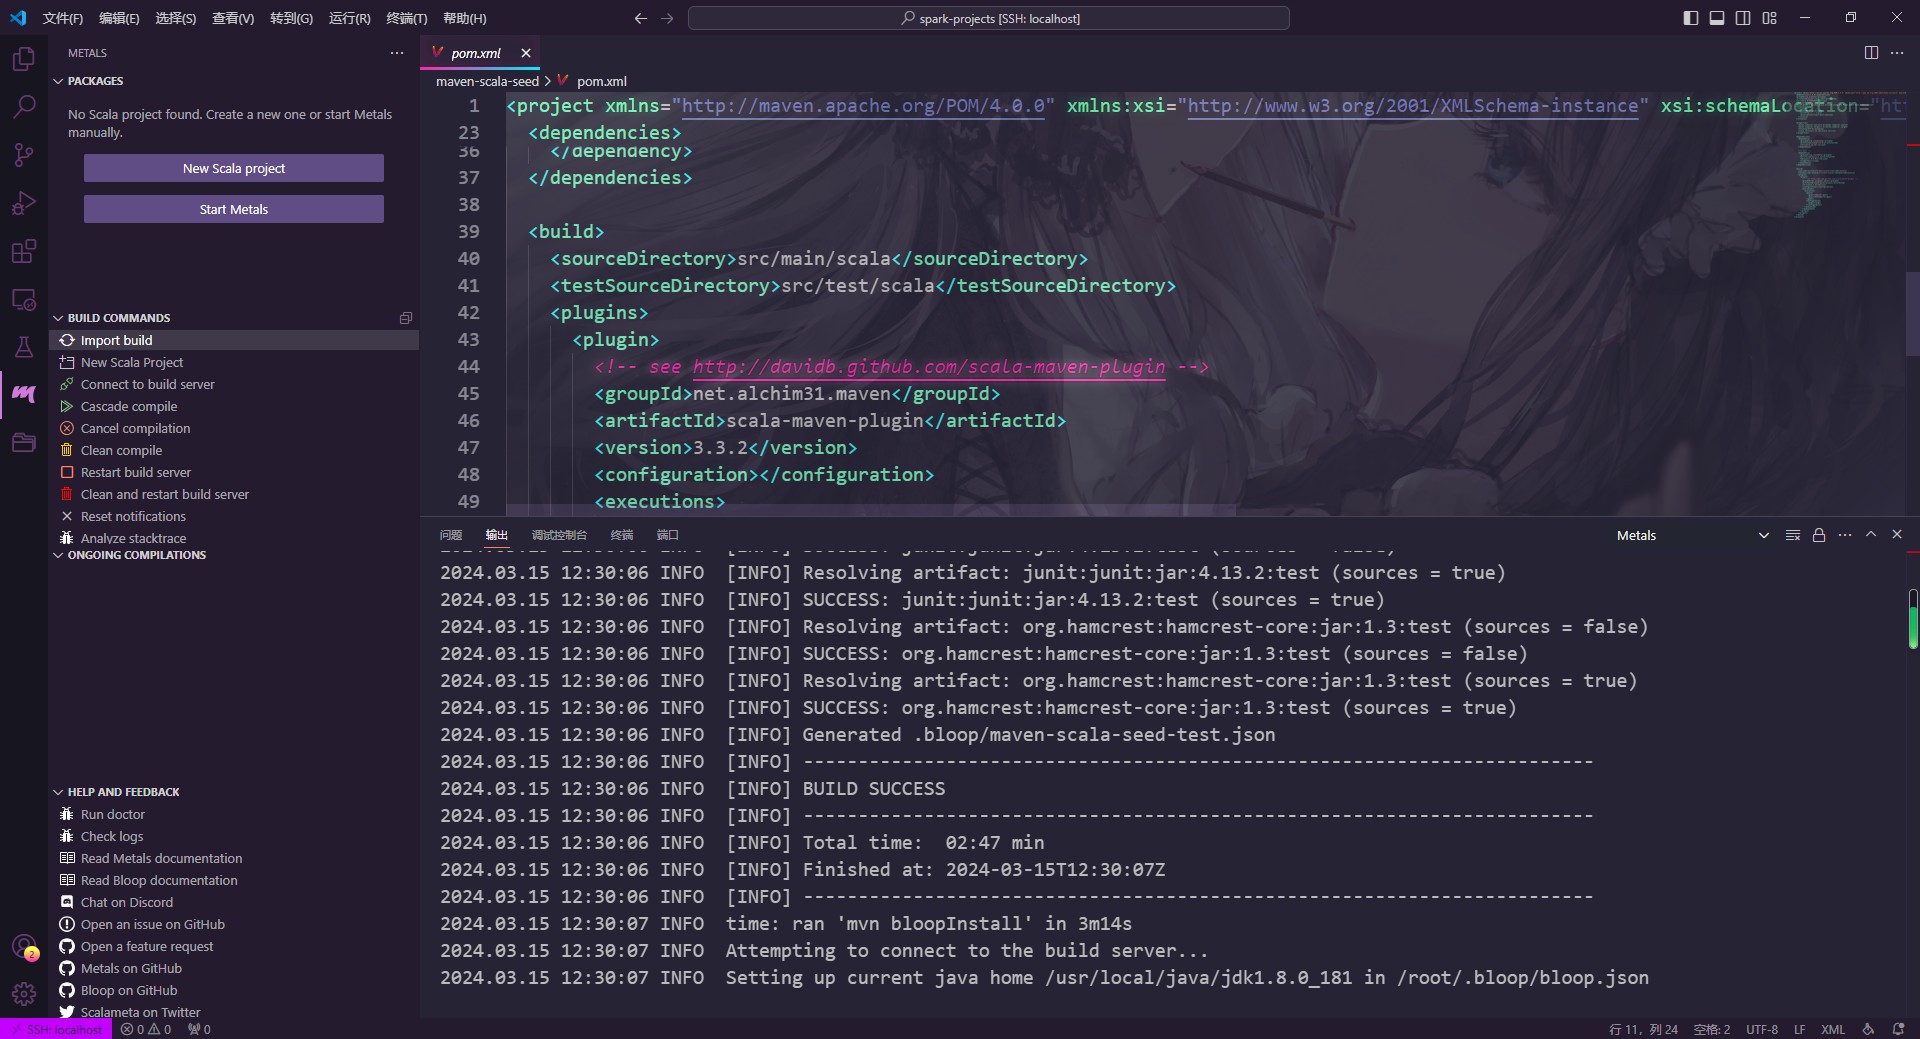 文件(F) 编辑(E) 选择(S) 查看(V) 转到(G) 运行(R) 终端(T) 帮助(H)
spark-projects [SSH: localhost]
METALS
PACKAGES
No Scala project found. Create a new one or start Metals
manually.
New Scala project
Start Metals
BUILD COMMANDS
Import build
New Scala Project
Connect to build server
Cascade compile
Cancel compilation
Clean compile
Restart build server
Clean and restart build server
Reset notifications
Analyze stacktrace
ONGOING COMPILATIONS
HELP AND FEEDBACK
Run doctor
Check logs
Read Metals documentation
Read Bloop documentation
Chat on Discord
Open an issue on GitHub
Open a feature request
Metals on GitHub
Bloop on GitHub
Scalameta on Twitter
2
pom.xml
maven-scala-seed > pom.xml
1 <project xmlns="http://maven.apache.org/POM/4.0.0" xmlns:xsi="http://www.w3.org/2001/XMLSchema-instance" xsi:schemaLocation="htt
23 <dependencies>
36 </dependency>
37 </dependencies>
38
39 <build>
40 <sourceDirectory>src/main/scala</sourceDirectory>
41 <testSourceDirectory>src/test/scala</testSourceDirectory>
42 <plugins>
43 <plugin>
44 <!-- see http://davidb.github.com/scala-maven-plugin -->
45 <groupId>net.alchim31.maven</groupId>
46 <artifactId>scala-maven-plugin</artifactId>
47 <version>3.3.2</version>
48 <configuration></configuration>
49 <executions>
问题 输出 调试控制台 终端 端口
Metals
2024.03.15 12:30:06 INFO [INFO] Resolving artifact: junit:junit:jar:4.13.2:test (sources = true)
2024.03.15 12:30:06 INFO [INFO] SUCCESS: junit:junit:jar:4.13.2:test (sources = true)
2024.03.15 12:30:06 INFO [INFO] Resolving artifact: org.hamcrest:hamcrest-core:jar:1.3:test (sources = false)
2024.03.15 12:30:06 INFO [INFO] SUCCESS: org.hamcrest:hamcrest-core:jar:1.3:test (sources = false)
2024.03.15 12:30:06 INFO [INFO] Resolving artifact: org.hamcrest:hamcrest-core:jar:1.3:test (sources = true)
2024.03.15 12:30:06 INFO [INFO] SUCCESS: org.hamcrest:hamcrest-core:jar:1.3:test (sources = true)
2024.03.15 12:30:06 INFO [INFO] Generated .bloop/maven-scala-seed-test.json
2024.03.15 12:30:06 INFO [INFO] ------------------------------------------------------------------------
2024.03.15 12:30:06 INFO [INFO] BUILD SUCCESS
2024.03.15 12:30:06 INFO [INFO] ------------------------------------------------------------------------
2024.03.15 12:30:06 INFO [INFO] Total time:  02:47 min
2024.03.15 12:30:06 INFO [INFO] Finished at: 2024-03-15T12:30:07Z
2024.03.15 12:30:06 INFO [INFO] ------------------------------------------------------------------------
2024.03.15 12:30:07 INFO time: ran 'mvn bloopInstall' in 3m14s
2024.03.15 12:30:07 INFO Attempting to connect to the build server...
2024.03.15 12:30:07 INFO Setting up current java home /usr/local/java/jdk1.8.0_181 in /root/.bloop/bloop.json
SSH: localhost 0 0 0
行 11, 列 24 空格: 2 UTF-8 LF XML